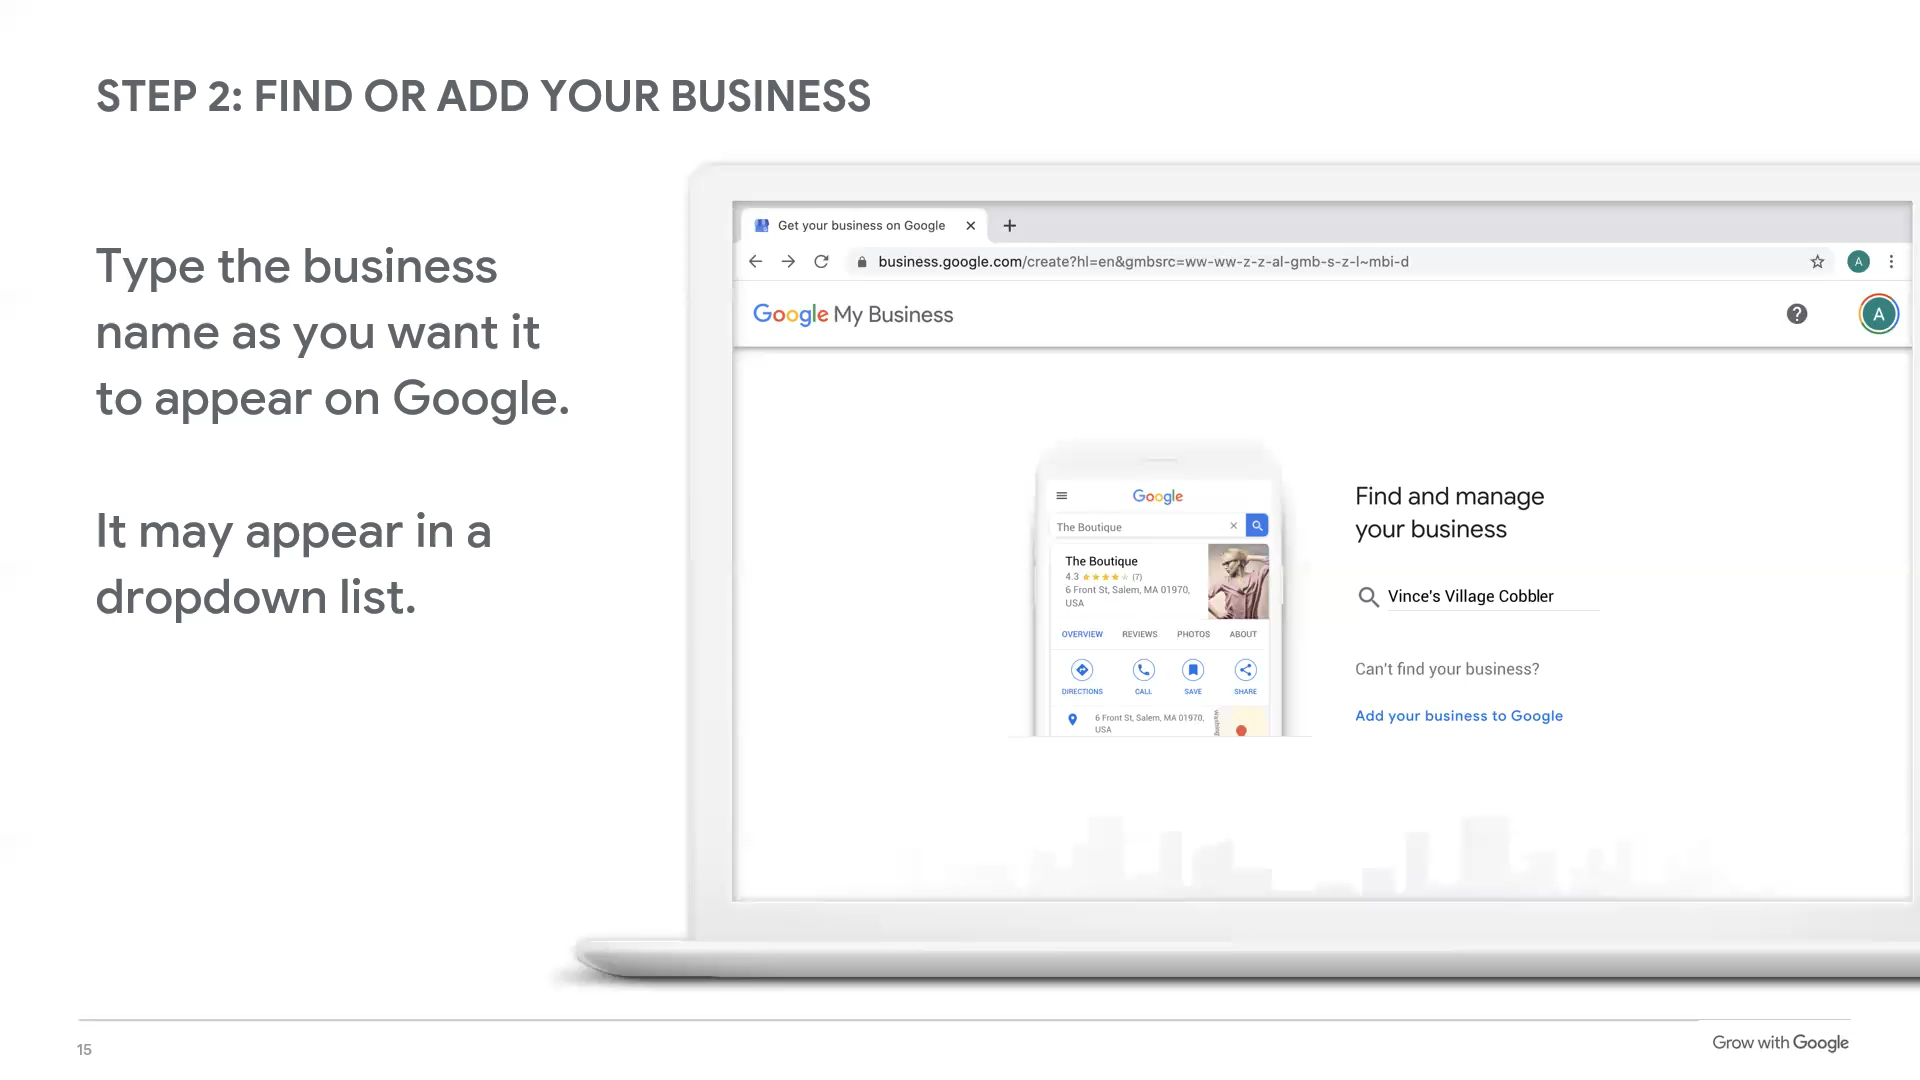 STEP 2: FIND OR ADD YOUR BUSINESS
Type the business
name as you want it
to appear on Google.
It may appear in a
dropdown list.
Get your business on Google
business.google.com/create?hl=en&gmbsrc=ww-ww-z-z-al-gmb-s-z-l~mbi-d
A
Google My Business
A
Google
The Boutique
The Boutique
4.3 (7)
6 Front St, Salem, MA 01970,
USA
OVERVIEW REVIEWS PHOTOS ABOUT
DIRECTIONS CALL SAVE SHARE
6 Front St, Salem, MA 01970,
USA
Find and manage
your business
Vince's Village Cobbler
Can't find your business?
Add your business to Google
15
Grow with Google